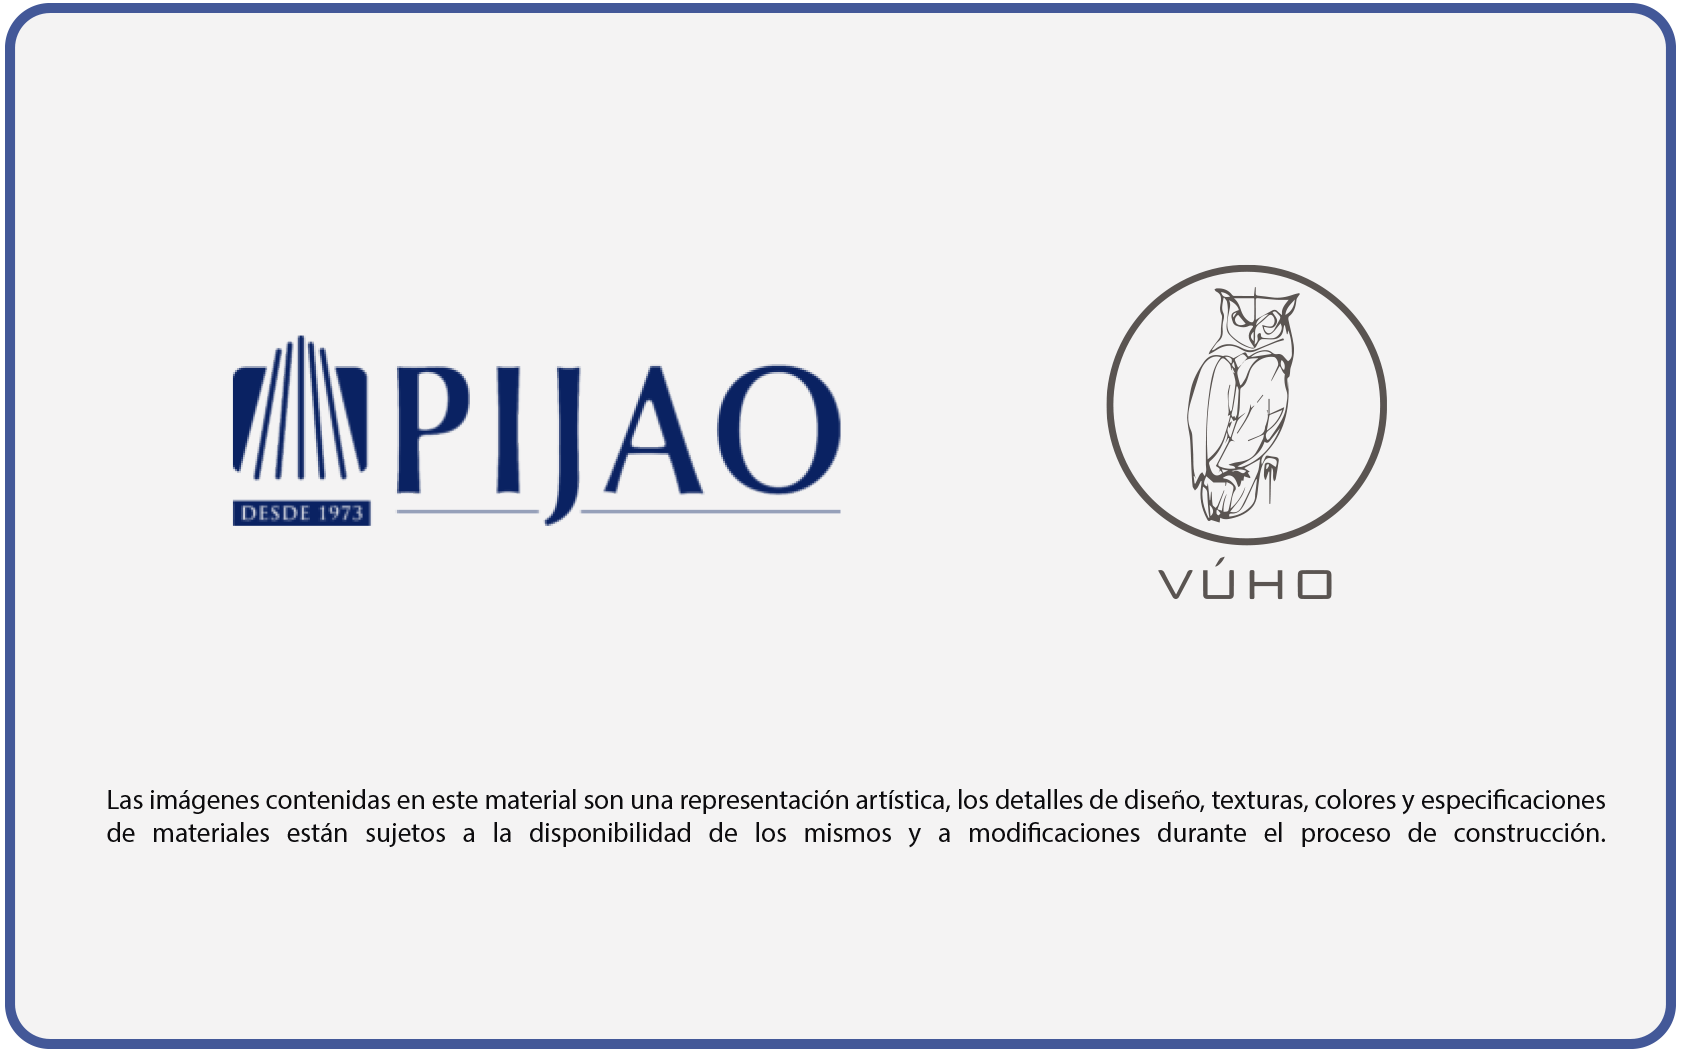 PIJAO
DESDE 1973
VÚHO
Las imágenes contenidas en este material son una representación artística, los detalles de diseño, texturas, colores y especificaciones
de materiales están sujetos a la disponibilidad de los mismos y a modificaciones durante el proceso de construcción.